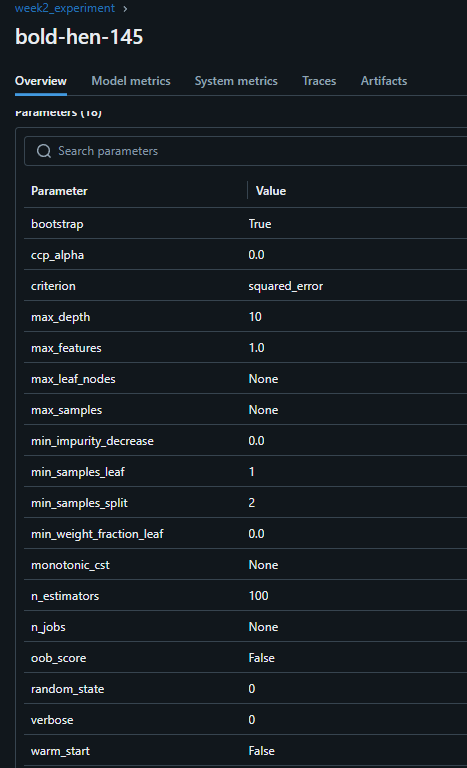 week2_experiment >
bold-hen-145
Overview Model metrics System metrics Traces Artifacts
Parameters (18)
Search parameters
Parameter Value
bootstrap True
ccp_alpha 0.0
criterion squared_error
max_depth 10
max_features 1.0
max_leaf_nodes None
max_samples None
min_impurity_decrease 0.0
min_samples_leaf 1
min_samples_split 2
min_weight_fraction_leaf 0.0
monotonic_cst None
n_estimators 100
n_jobs None
oob_score False
random_state 0
verbose 0
warm_start False